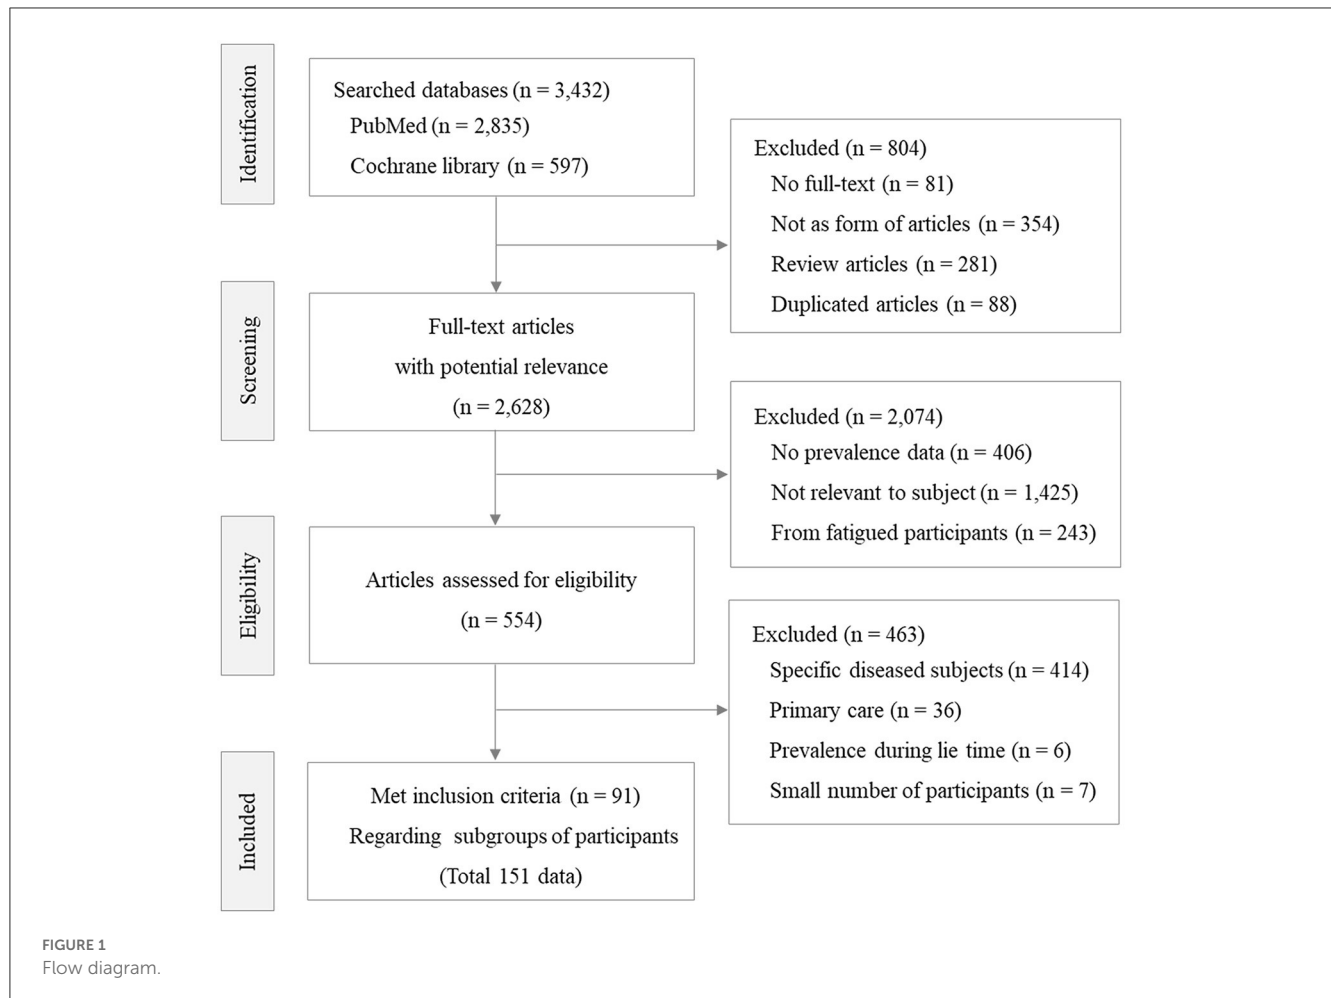 Identification
Searched databases (n = 3,432)
PubMed (n = 2,835)
Cochrane library (n = 597)
Excluded (n = 804)
No full-text (n = 81)
Not as form of articles (n = 354)
Review articles (n = 281)
Duplicated articles (n = 88)
Screening
Full-text articles
with potential relevance
(n = 2,628)
Excluded (n = 2,074)
No prevalence data (n = 406)
Not relevant to subject (n = 1,425)
From fatigued participants (n = 243)
Eligibility
Articles assessed for eligibility
(n = 554)
Excluded (n = 463)
Specific diseased subjects (n = 414)
Primary care (n = 36)
Prevalence during lie time (n = 6)
Small number of participants (n = 7)
Included
Met inclusion criteria (n = 91)
Regarding subgroups of participants
(Total 151 data)
FIGURE 1
Flow diagram.